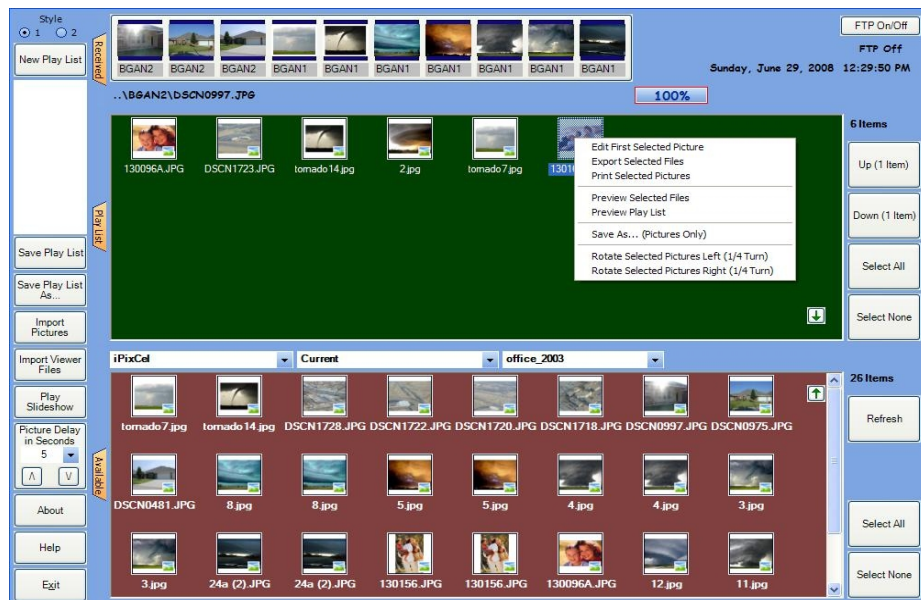 Style
1 2
New Play List
Received
BGAN2 BGAN2 BGAN2 BGAN1 BGAN1 BGAN1 BGAN1 BGAN1 BGAN1 BGAN1
FTP On/Off
FTP Off
Sunday, June 29, 2008 12:29:50 PM
..\BGAN2\DSCN0997.JPG
100%
Play List
130096A.JPG DSCN1723.JPG tornado14.jpg 2.jpg tornado7.jpg
Edit First Selected Picture
Export Selected Files
Print Selected Pictures
Preview Selected Files
Preview Play List
Save As... (Pictures Only)
Rotate Selected Pictures Left (1/4 Turn)
Rotate Selected Pictures Right (1/4 Turn)
6 Items
Up (1 Item)
Down (1 Item)
Select All
Select None
Save Play List
Save Play List
As...
Import
Pictures
Import Viewer
Files
Play
Slideshow
Picture Delay
in Seconds
5
/\ \/
About
Help
Exit
iPixCel Current office_2003
Available
tornado7.jpg tornado14.jpg DSCN1728.JPG DSCN1722.JPG DSCN1720.JPG DSCN1718.JPG DSCN0997.JPG DSCN0975.JPG
DSCN0481.JPG 8.jpg 8.jpg 5.jpg 5.jpg 4.jpg 4.jpg 3.jpg
3.jpg 24a (2).JPG 24a (2).JPG 130156.JPG 130156.JPG 130096A.JPG 12.jpg 11.jpg
26 Items
Refresh
Select All
Select None